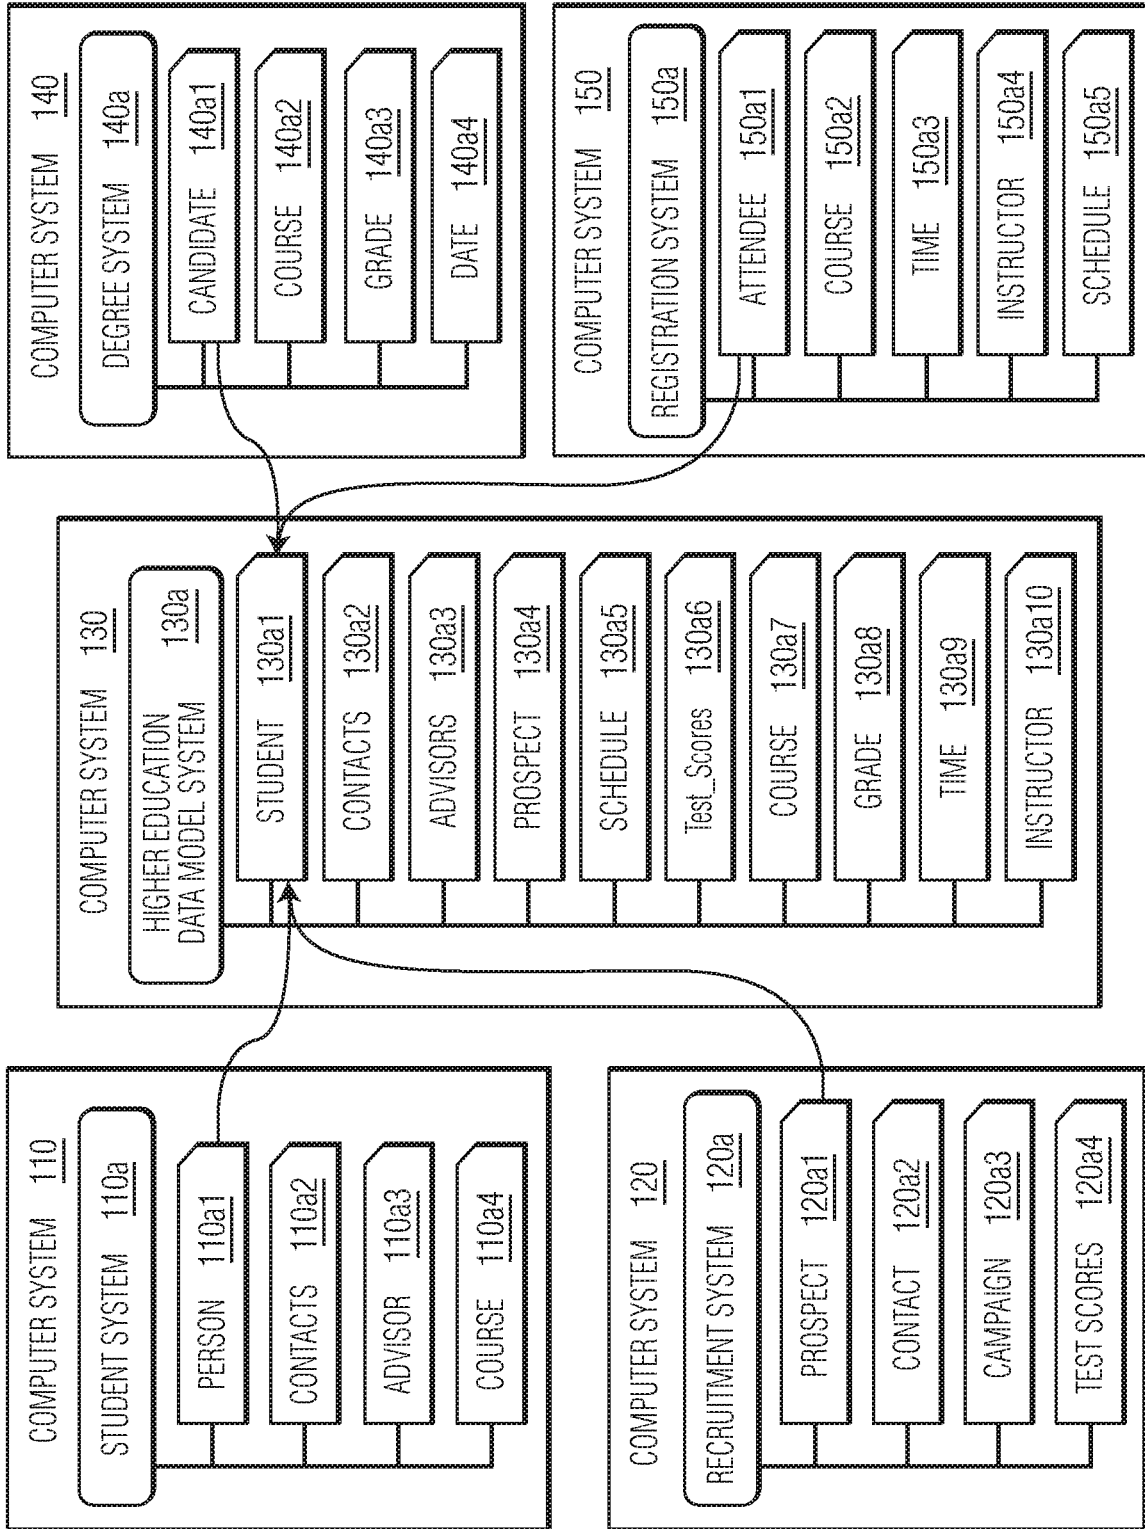 COMPUTER SYSTEM 110
STUDENT SYSTEM 110a
PERSON 110a1
CONTACTS 110a2
ADVISOR 110a3
COURSE 110a4
COMPUTER SYSTEM 120
RECRUITMENT SYSTEM 120a
PROSPECT 120a1
CONTACT 120a2
CAMPAIGN 120a3
TEST SCORES 120a4
COMPUTER SYSTEM 130
HIGHER EDUCATION
DATA MODEL SYSTEM 130a
STUDENT 130a1
CONTACTS 130a2
ADVISORS 130a3
PROSPECT 130a4
SCHEDULE 130a5
Test_Scores 130a6
COURSE 130a7
GRADE 130a8
TIME 130a9
INSTRUCTOR 130a10
COMPUTER SYSTEM 140
DEGREE SYSTEM 140a
CANDIDATE 140a1
COURSE 140a2
GRADE 140a3
DATE 140a4
COMPUTER SYSTEM 150
REGISTRATION SYSTEM 150a
ATTENDEE 150a1
COURSE 150a2
TIME 150a3
INSTRUCTOR 150a4
SCHEDULE 150a5